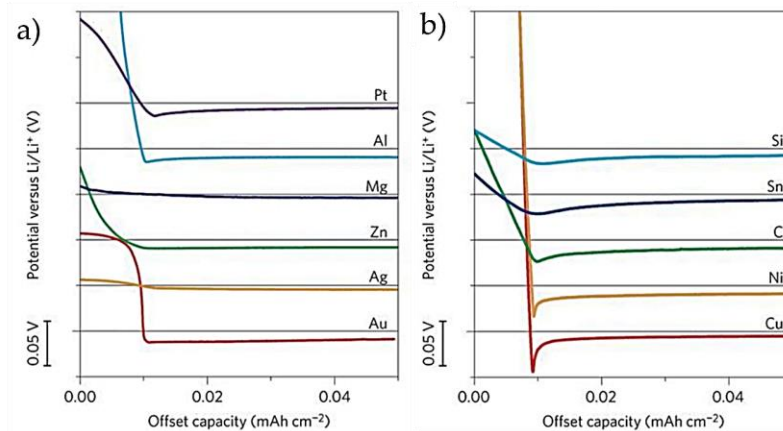 a)
Potential versus Li/Li⁺ (V)
0.05 V
Pt
Al
Mg
Zn
Ag
Au
0.00 0.02 0.04
Offset capacity (mAh cm⁻²)
b)
Potential versus Li/Li⁺ (V)
0.05 V
Si
Sn
C
Ni
Cu
0.00 0.02 0.04
Offset capacity (mAh cm⁻²)